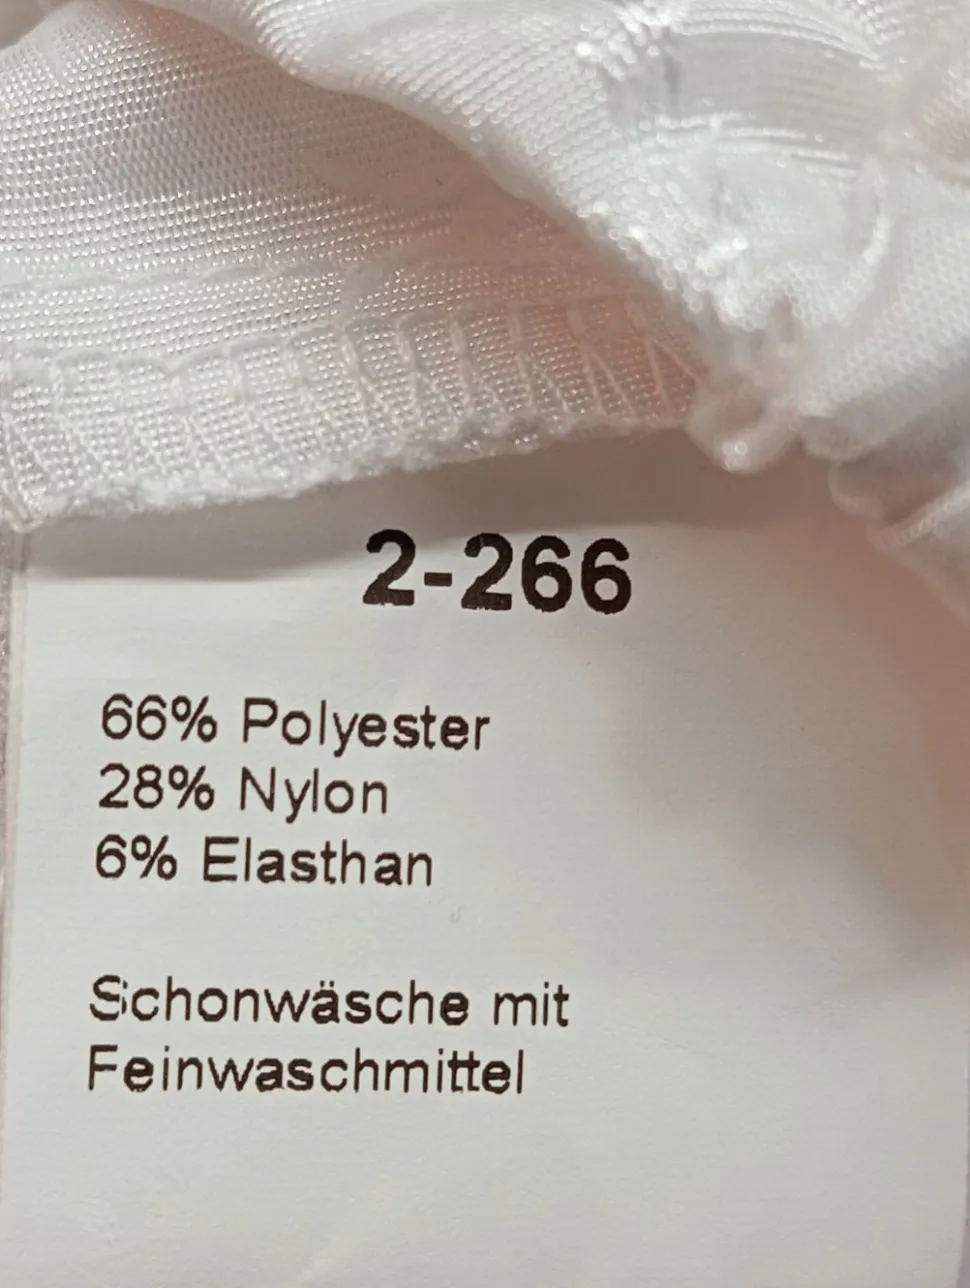 2-266
66% Polyester
28% Nylon
6% Elasthan
Schonwäsche mit
Feinwaschmittel